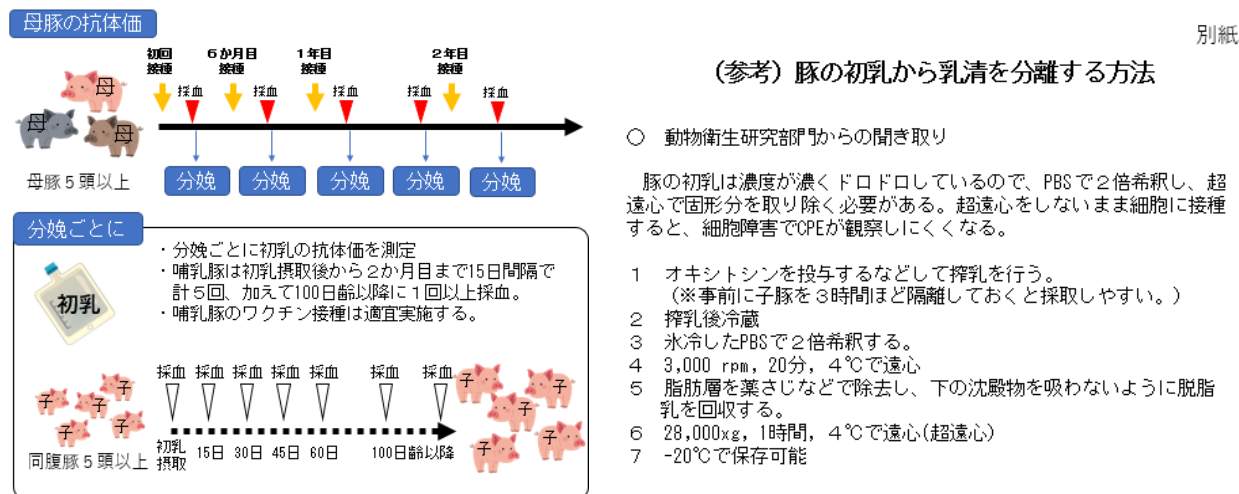 母豚の抗体価
初回
接種
6か月目
接種
1年目
接種
2年目
接種
採血
採血
採血
採血
採血
母
母
母
母豚5頭以上
分娩
分娩
分娩
分娩
分娩
分娩ごとに
初乳
・分娩ごとに初乳の抗体価を測定
・哺乳豚は初乳摂取後から2か月目まで15日間隔で
計5回、加えて100日齢以降に1回以上採血。
・哺乳豚のワクチン接種は適宜実施する。
採血
採血
採血
採血
採血
採血
採血
子
子
子
子
子
子
子
子
子
子
初乳
摂取
15日
30日
45日
60日
100日齢以降
同腹豚5頭以上
別紙
(参考)豚の初乳から乳清を分離する方法
○ 動物衛生研究部門からの聞き取り
豚の初乳は濃度が濃くドロドロしているので、PBSで2倍希釈し、超
遠心で固形分を取り除く必要がある。超遠心をしないまま細胞に接種
すると、細胞障害でCPEが観察しにくくなる。
1 オキシトシンを投与するなどして搾乳を行う。
(※事前に子豚を3時間ほど隔離しておくと採取しやすい。)
2 搾乳後冷蔵
3 氷冷したPBSで2倍希釈する。
4 3,000 rpm, 20分, 4℃で遠心
5 脂肪層を薬さじなどで除去し、下の沈殿物を吸わないように脱脂
乳を回収する。
6 28,000xg, 1時間, 4℃で遠心(超遠心)
7 -20℃で保存可能